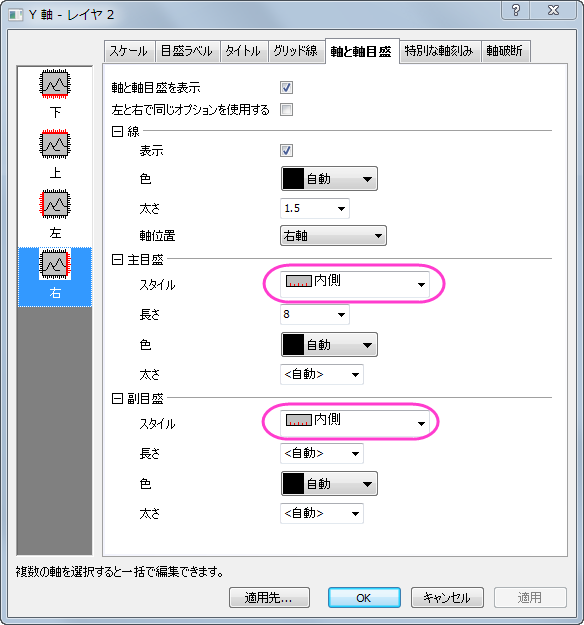 Y 軸 - レイヤ 2
スケール 目盛ラベル タイトル グリッド線 軸と軸目盛 特別な軸刻み 軸破断
下
上
左
右
軸と軸目盛を表示
左と右で同じオプションを使用する
線
表示
色 自動
太さ 1.5
軸位置 右軸
主目盛
スタイル 内側
長さ 8
色 自動
太さ <自動>
副目盛
スタイル 内側
長さ <自動>
色 自動
太さ <自動>
複数の軸を選択すると一括で編集できます。
適用先... OK キャンセル 適用